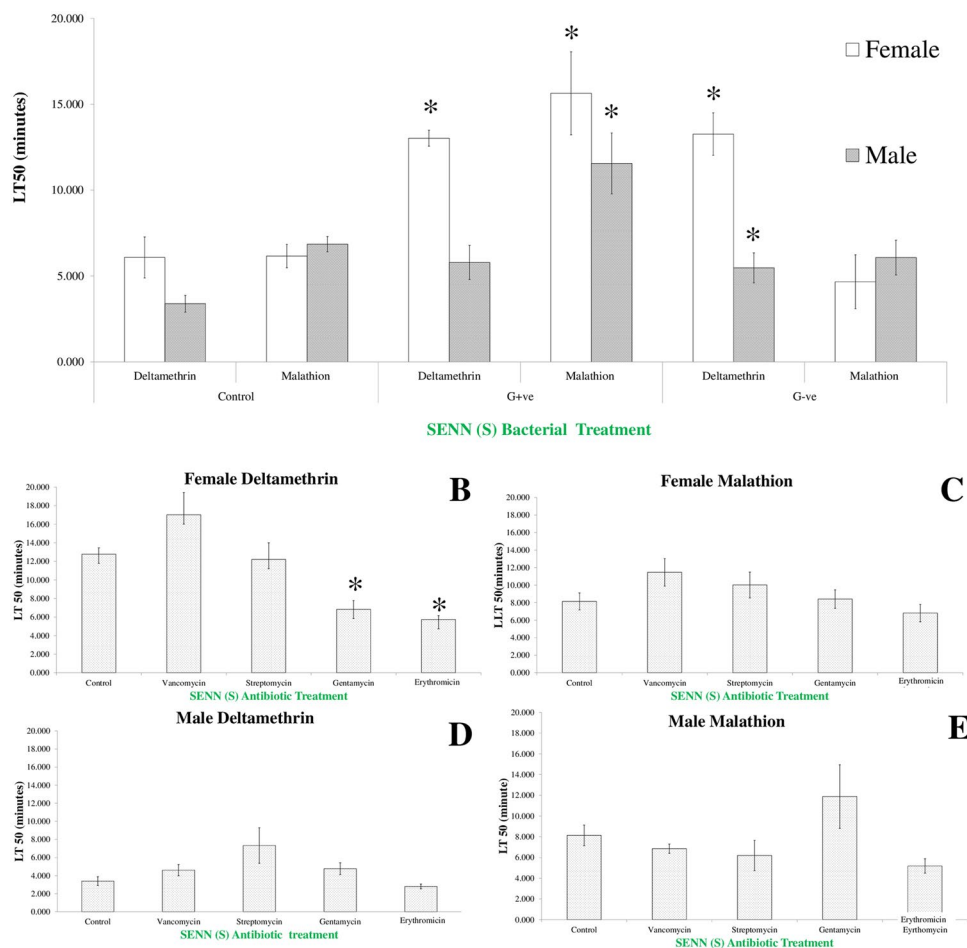 20.000
15.000
10.000
5.000
0.000
LT50 (minutes)
Female
Male
*
*
*
*
*
Deltamethrin Malathion Deltamethrin Malathion Deltamethrin Malathion
Control G+ve G-ve
SENN (S) Bacterial Treatment
Female Deltamethrin
B
20.000
18.000
16.000
14.000
12.000
10.000
8.000
6.000
4.000
2.000
0.000
LT 50 (minutes)
*
*
Control Vancomycin Streptomycin Gentamycin Erythromicin
SENN (S) Antibiotic Treatment
Female Malathion
C
20.000
18.000
16.000
14.000
12.000
10.000
8.000
6.000
4.000
2.000
0.000
LLT 50(minutes)
Control Vancomycin Streptomycin Gentamycin Erythromicin
SENN (S) Antibiotic Treatment
Male Deltamethrin
D
20.000
18.000
16.000
14.000
12.000
10.000
8.000
6.000
4.000
2.000
0.000
LT 50 (minutes)
Control Vancomycin Streptomycin Gentamycin Erythromicin
SENN (S) Antibiotic treatment
Male Malathion
E
20.000
18.000
16.000
14.000
12.000
10.000
8.000
6.000
4.000
2.000
0.000
LT 50 (minute)
Control Vancomycin Streptomycin Gentamycin Erythromicin
Erythomycin
SENN (S) Antibiotic Treatment